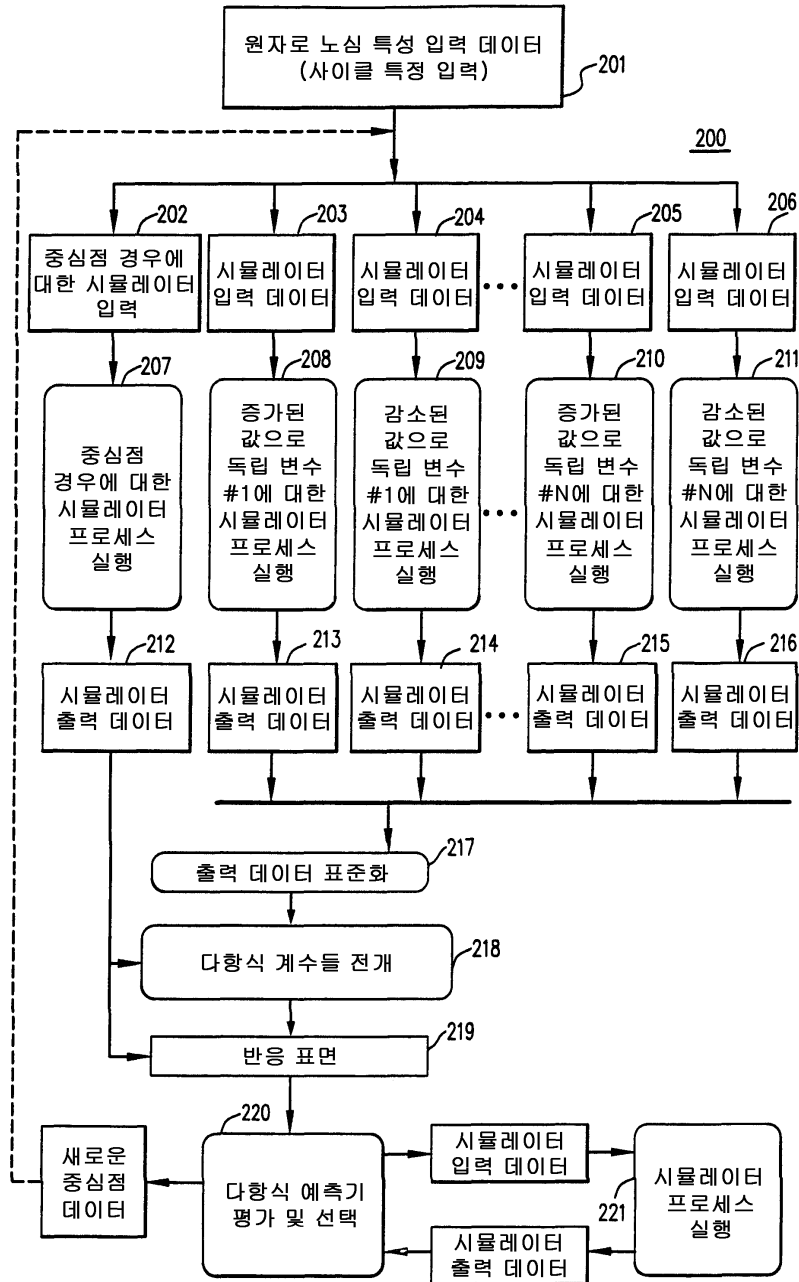 원자로 노심 특성 입력 데이터
(사이클 특정 입력)
201
200
202
중심점 경우에
대한 시뮬레이터
입력
203
시뮬레이터
입력 데이터
204
시뮬레이터
입력 데이터
205
시뮬레이터
입력 데이터
206
시뮬레이터
입력 데이터
207
중심점
경우에 대한
시뮬레이터
프로세스
실행
208
증가된
값으로
독립 변수
#1에 대한
시뮬레이터
프로세스
실행
209
감소된
값으로
독립 변수
#1에 대한
시뮬레이터
프로세스
실행
210
증가된
값으로
독립 변수
#N에 대한
시뮬레이터
프로세스
실행
211
감소된
값으로
독립 변수
#N에 대한
시뮬레이터
프로세스
실행
212
시뮬레이터
출력 데이터
213
시뮬레이터
출력 데이터
214
시뮬레이터
출력 데이터
215
시뮬레이터
출력 데이터
216
시뮬레이터
출력 데이터
출력 데이터 표준화
217
다항식 계수들 전개
218
반응 표면
219
220
다항식 예측기
평가 및 선택
새로운
중심점
데이터
시뮬레이터
입력 데이터
시뮬레이터
출력 데이터
221
시뮬레이터
프로세스
실행